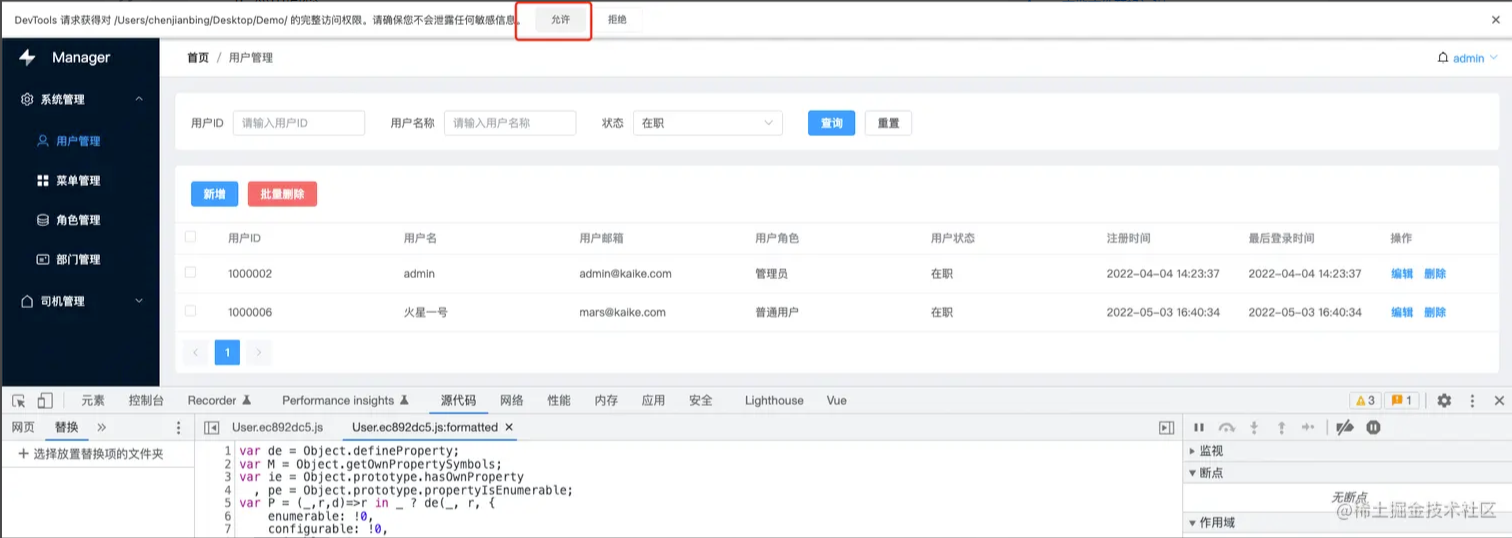 DevTools 请求获得对 /Users/chenjianbing/Desktop/Demo/ 的完整访问权限。请确保您不会泄露任何敏感信息。 允许 拒绝
Manager
首页 / 用户管理
admin
系统管理
用户管理
菜单管理
角色管理
部门管理
司机管理
用户ID 请输入用户ID 用户名称 请输入用户名称 状态 在职 查询 重置
新增 批量删除
用户ID 用户名 用户邮箱 用户角色 用户状态 注册时间 最后登录时间 操作
1000002 admin admin@kaike.com 管理员 在职 2022-04-04 14:23:37 2022-04-04 14:23:37 编辑 删除
1000006 火星一号 mars@kaike.com 普通用户 在职 2022-05-03 16:40:34 2022-05-03 16:40:34 编辑 删除
1
元素 控制台 Recorder Performance insights 源代码 网络 性能 内存 应用 安全 Lighthouse Vue 3 1
网页 替换 » User.ec892dc5.js User.ec892dc5.js:formatted
+ 选择放置替换项的文件夹
1 var de = Object.defineProperty;
2 var M = Object.getOwnPropertySymbols;
3 var ie = Object.prototype.hasOwnProperty
4 , pe = Object.prototype.propertyIsEnumerable;
5 var P = (_,r,d)=>r in _ ? de(_, r, {
6 enumerable: !0,
7 configurable: !0,
监视
断点
无断点
作用域
@稀土掘金技术社区